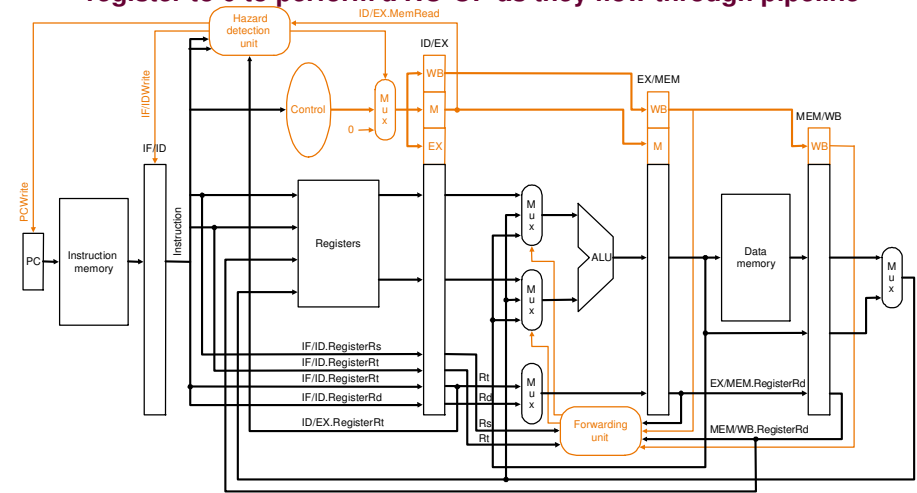 register to 0 to perform a NO-OP as they flow through pipeline
Hazard
detection
unit
ID/EX.MemRead
ID/EX
WB
M
EX
EX/MEM
WB
M
MEM/WB
WB
Control
M
u
x
0
IF/IDWrite
PCWrite
IF/ID
PC
Instruction
memory
Instruction
Registers
M
u
x
M
u
x
ALU
Data
memory
M
u
x
IF/ID.RegisterRs
IF/ID.RegisterRt
IF/ID.RegisterRt
IF/ID.RegisterRd
ID/EX.RegisterRt
Rt
Rd
Rs
Rt
M
u
x
EX/MEM.RegisterRd
Forwarding
unit
MEM/WB.RegisterRd